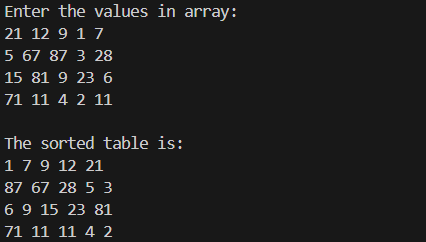 Enter the values in array:
21 12 9 1 7
5 67 87 3 28
15 81 9 23 6
71 11 4 2 11
The sorted table is:
1 7 9 12 21
87 67 28 5 3
6 9 15 23 81
71 11 11 4 2